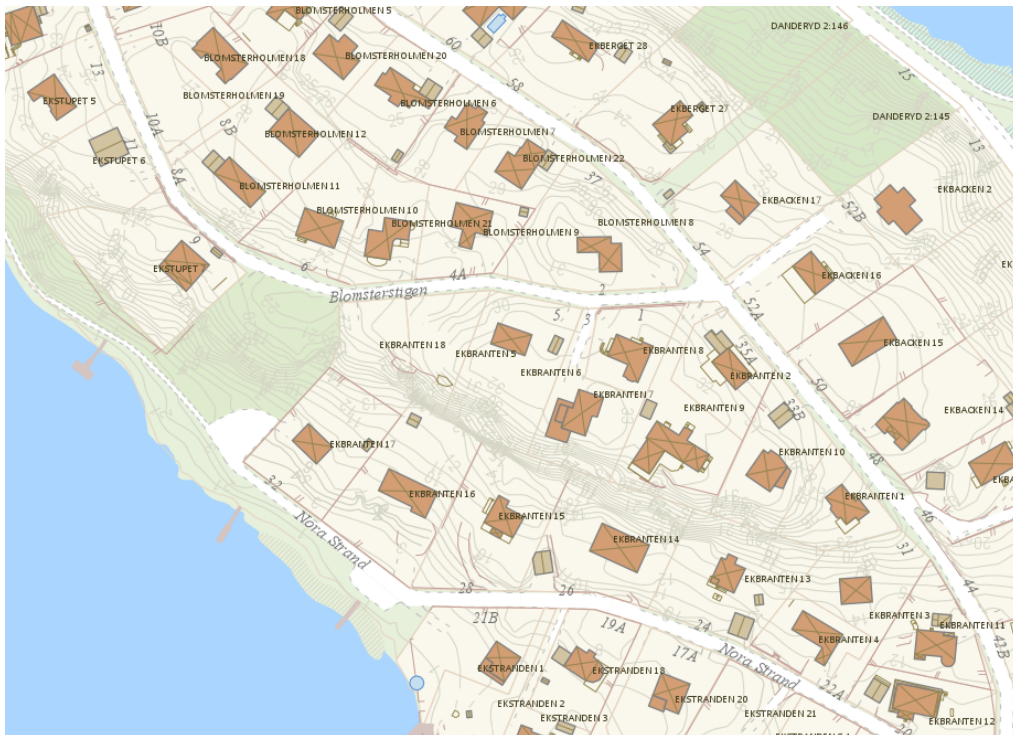 BLOMSTERHOLMEN 5
DANDERYD 2:146
10B
60
EKBERGET 28
BLOMSTERHOLMEN 18
BLOMSTERHOLMEN 20
13
15
58
BLOMSTERHOLMEN 19
EKSTUPET 5
BLOMSTERHOLMEN 6
EKBERGET 27
DANDERYD 2:145
10A
8B
BLOMSTERHOLMEN 12
BLOMSTERHOLMEN 7
11
13
EKSTUPET 6
BLOMSTERHOLMEN 22
8A
37
BLOMSTERHOLMEN 11
EKBACKEN 2
EKBACKEN 17
52B
BLOMSTERHOLMEN 10
BLOMSTERHOLMEN 21
BLOMSTERHOLMEN 8
BLOMSTERHOLMEN 9
9
54
EKSTUPET 7
6
4A
EKBACKEN 16
Blomsterstigen
2
52A
5
3
1
EKBRANTEN 18
EKBRANTEN 5
EKBRANTEN 8
35A
EKBACKEN 15
EKBRANTEN 6
EKBRANTEN 2
50
EKBRANTEN 7
EKBRANTEN 9
33B
EKBACKEN 14
EKBRANTEN 17
EKBRANTEN 10
48
32
EKBRANTEN 16
EKBRANTEN 1
EKBRANTEN 15
46
Nora Strand
EKBRANTEN 14
31
EKBRANTEN 13
44
28
26
EKBRANTEN 3
21B
19A
24
EKBRANTEN 11
EKBRANTEN 4
42B
17A
Nora Strand
EKSTRANDEN 1
EKSTRANDEN 18
22A
EKSTRANDEN 20
EKSTRANDEN 2
EKSTRANDEN 21
EKSTRANDEN 3
EKBRANTEN 12
20